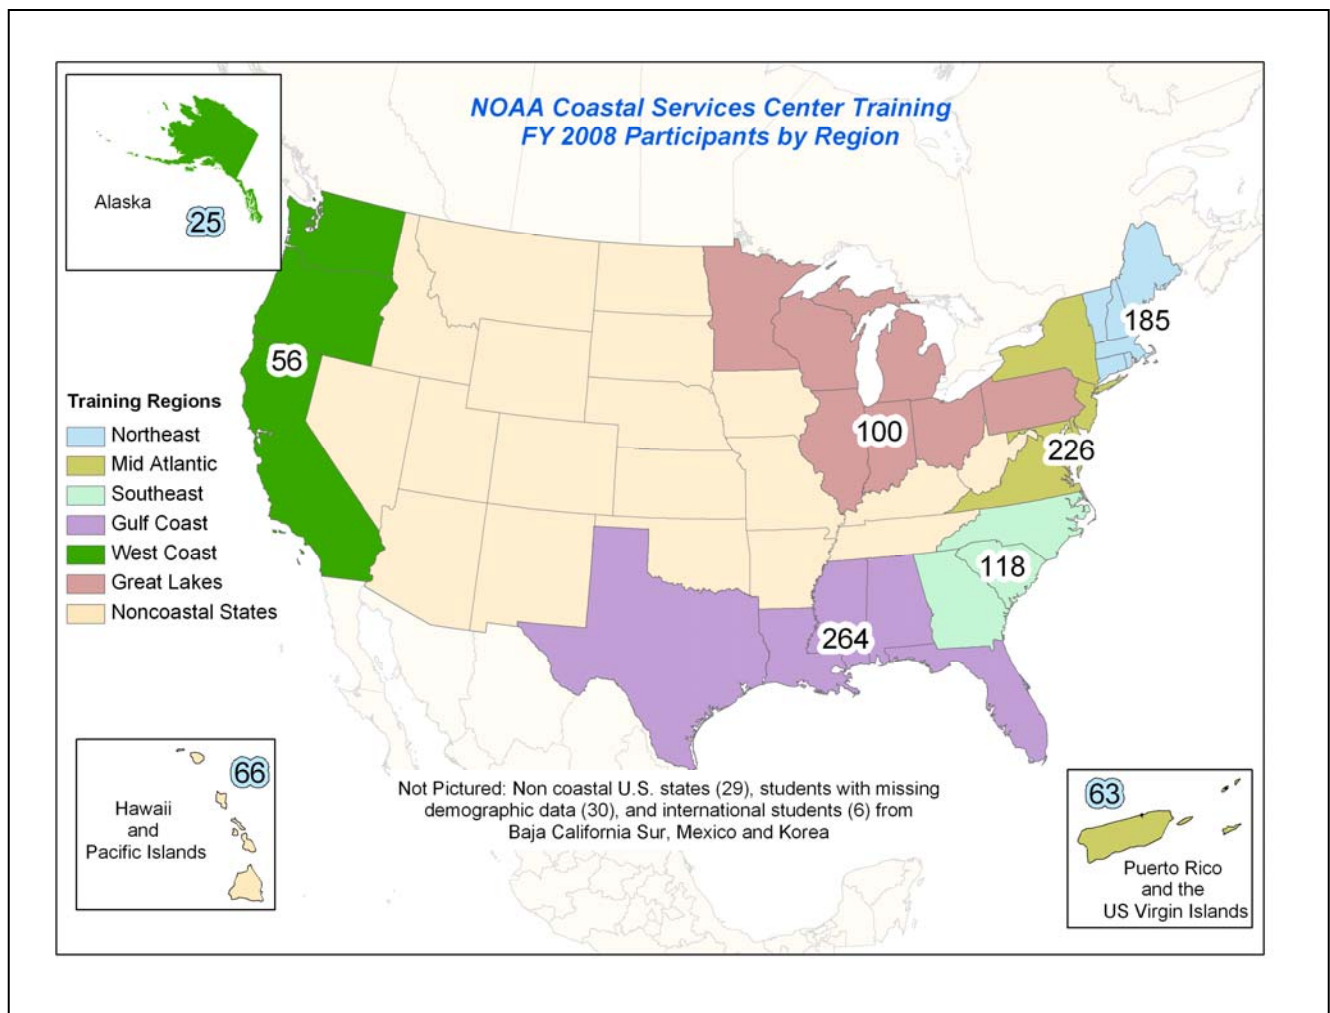 NOAA Coastal Services Center Training
FY 2008 Participants by Region
Alaska
25
185
56
Training Regions
Northeast
Mid Atlantic
Southeast
Gulf Coast
West Coast
Great Lakes
Noncoastal States
100
226
118
264
66
Hawaii
and
Pacific Islands
Not Pictured: Non coastal U.S. states (29), students with missing
demographic data (30), and international students (6) from
Baja California Sur, Mexico and Korea
63
Puerto Rico
and the
US Virgin Islands